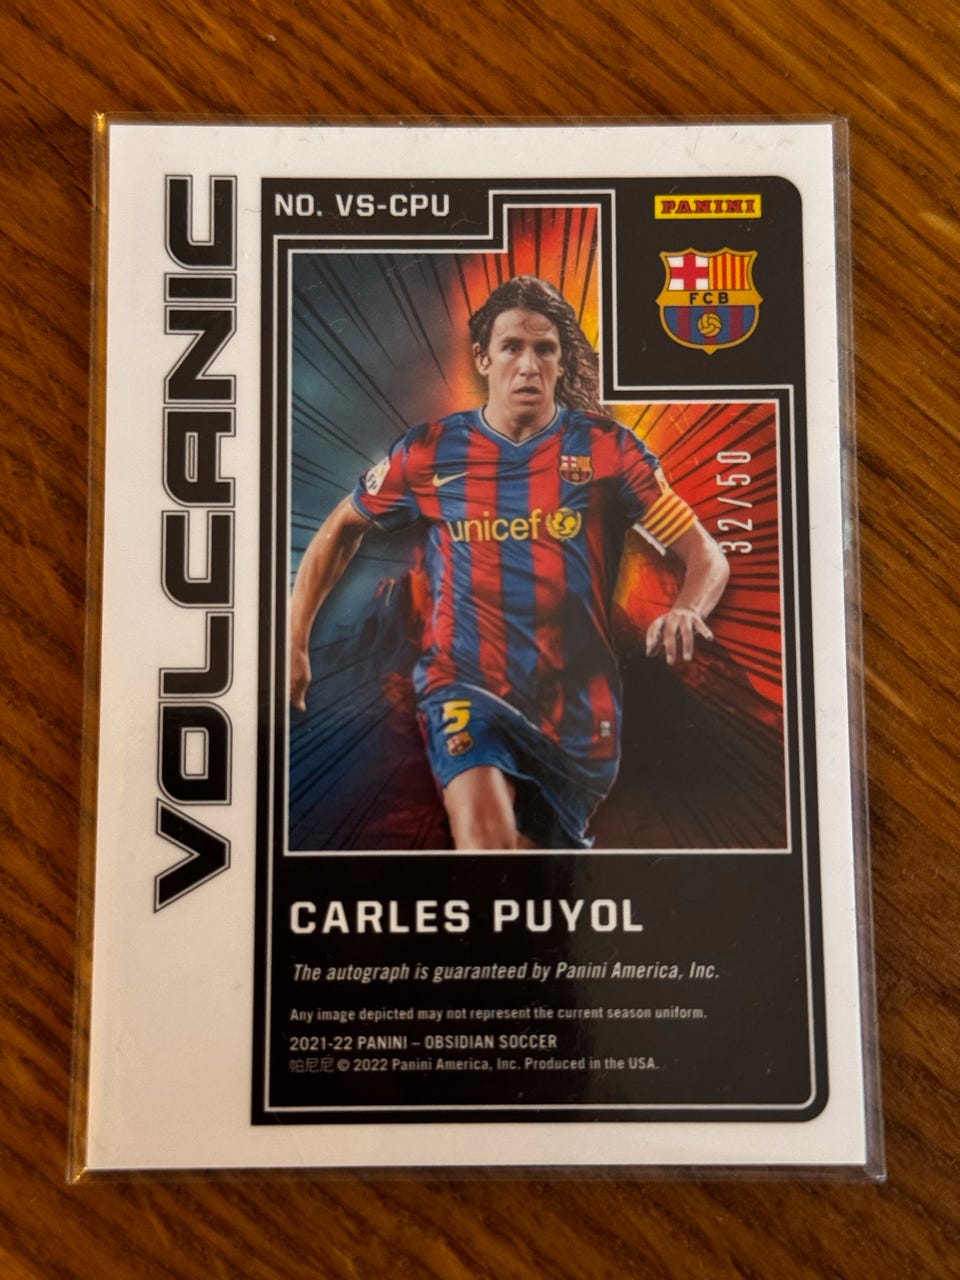 VOLCANIC
NO. VS-CPU
PANINI
FCB
32/50
unicef
5
CARLES PUYOL
The autograph is guaranteed by Panini America, Inc.
Any image depicted may not represent the current season uniform.
2021-22 PANINI – OBSIDIAN SOCCER
帕尼尼 © 2022 Panini America, Inc. Produced in the USA.